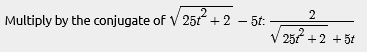 Multiply by the conjugate of √(25t² + 2) − 5t: 2/(√(25t² + 2) + 5t)